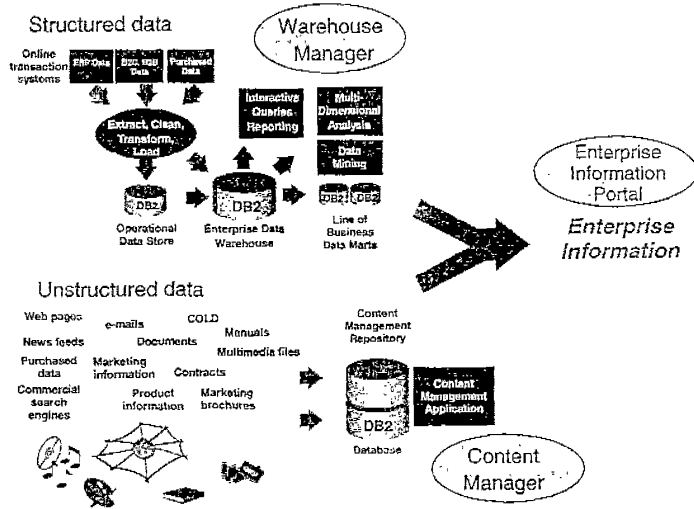 Structured data
Warehouse
Manager
Online
transaction
systems
ERP Data
B2C, B2B
Data
Purchased
Data
Interactive
Queries
Reporting
Multi-
Dimensional
Analysis
Extract, Clean,
Transform,
Load
Data
Mining
Enterprise
Information
Portal
DB2
DB2
DB2
DB2
Operational
Data Store
Enterprise Data
Warehouse
Line of
Business
Data Marts
Enterprise
Information
Unstructured data
Web pages
e-mails
COLD
Manuals
News feeds
Documents
Multimedia files
Purchased
data
Marketing
information
Contracts
Commercial
search
engines
Product
information
Marketing
brochures
Content
Management
Repository
Content
Management
Application
DB2
Database
Content
Manager